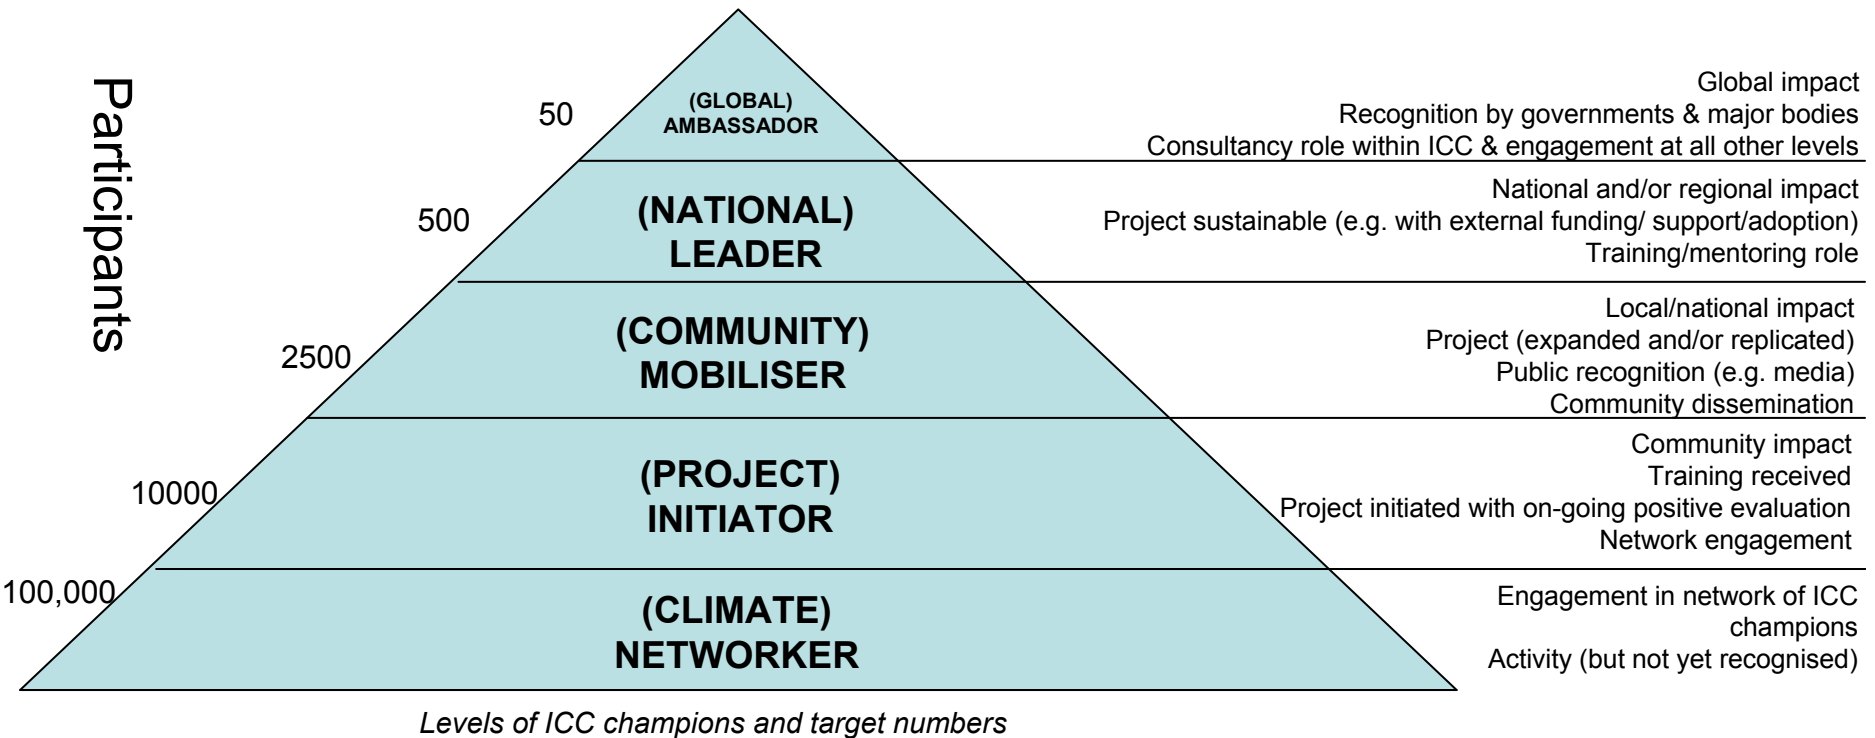 Participants
50
(GLOBAL)
AMBASSADOR
Global impact
Recognition by governments & major bodies
Consultancy role within ICC & engagement at all other levels
500
(NATIONAL)
LEADER
National and/or regional impact
Project sustainable (e.g. with external funding/ support/adoption)
Training/mentoring role
2500
(COMMUNITY)
MOBILISER
Local/national impact
Project (expanded and/or replicated)
Public recognition (e.g. media)
Community dissemination
10000
(PROJECT)
INITIATOR
Community impact
Training received
Project initiated with on-going positive evaluation
Network engagement
100,000
(CLIMATE)
NETWORKER
Engagement in network of ICC
champions
Activity (but not yet recognised)
Levels of ICC champions and target numbers